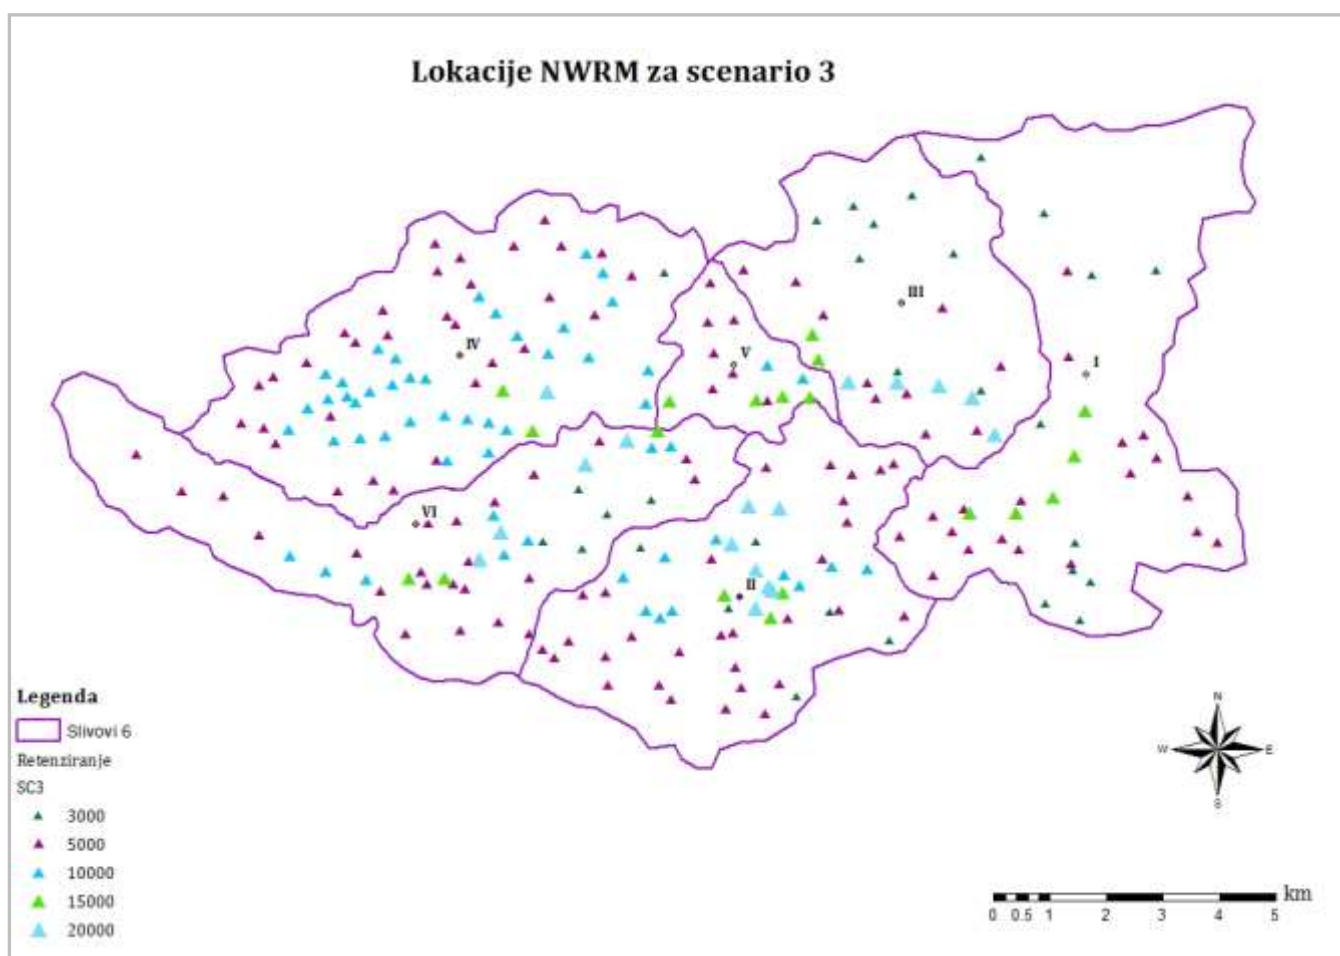 Lokacije NWRM za scenario 3
III
IV
V
I
VI
II
Legenda
Slivovi 6
Retenziranje
SC3
3000
5000
10000
15000
20000
N
W
E
S
km
0 0.5 1 2 3 4 5